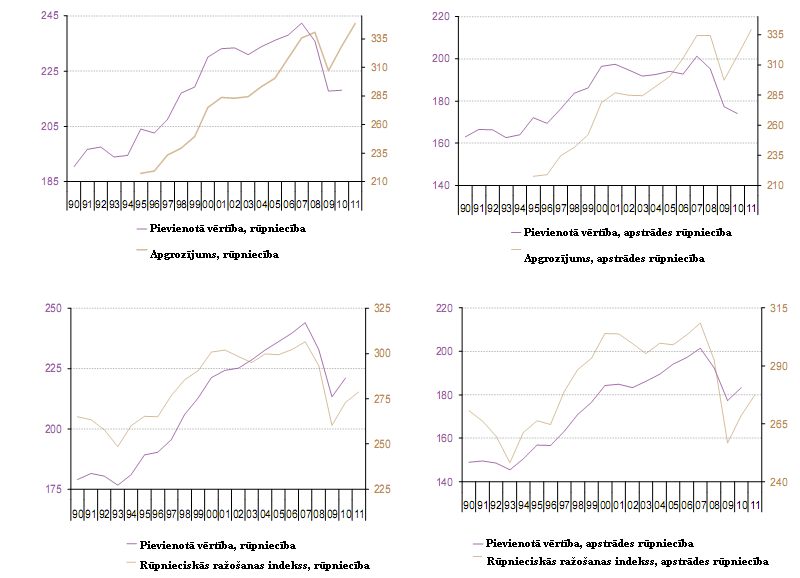 245 225 205 185
335 310 285 260 235 210
90 91 92 93 94 95 96 97 98 99 00 01 02 03 04 05 06 07 08 09 10 11
Pievienotā vērtība, rūpniecība
Apgrozījums, rūpniecība
220 200 180 160 140
335 310 285 260 235 210
90 91 92 93 94 95 96 97 98 99 00 01 02 03 04 05 06 07 08 09 10 11
Pievienotā vērtība, apstrādes rūpniecība
Apgrozījums, apstrādes rūpniecība
250 225 200 175
325 300 275 250 225
90 91 92 93 94 95 96 97 98 99 00 01 02 03 04 05 06 07 08 09 10 11
Pievienotā vērtība, rūpniecība
Rūpnieciskās ražošanas indekss, rūpniecība
220 200 180 160 140
315 290 265 240
90 91 92 93 94 95 96 97 98 99 00 01 02 03 04 05 06 07 08 09 10 11
Pievienotā vērtība, apstrādes rūpniecība
Rūpnieciskās ražošanas indekss, apstrādes rūpniecība